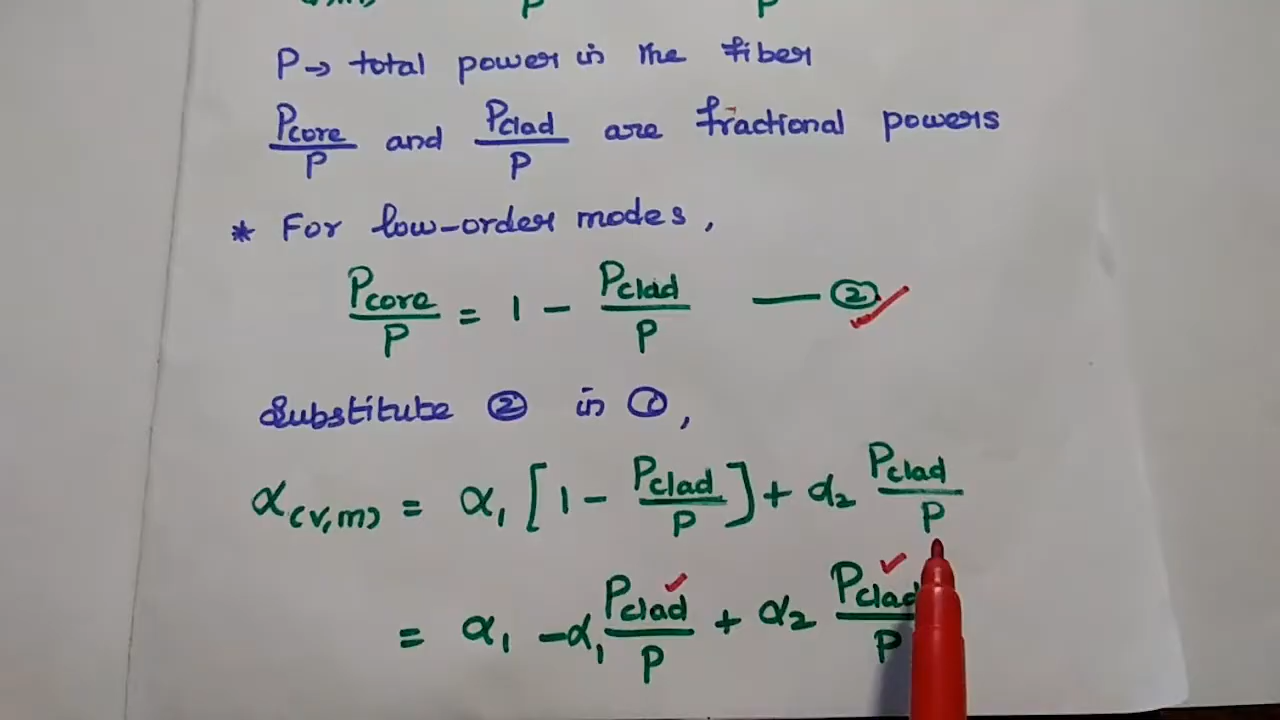 P P
P → total power in the fiber
Pcore/P and Pclad/P are fractional powers
* For low-order modes,
Pcore/P = 1 - Pclad/P — ②
Substitute ② in ①,
α(v,m) = α₁ [1 - Pclad/P] + α₂ Pclad/P
= α₁ - α₁ Pclad/P + α₂ Pclad/P